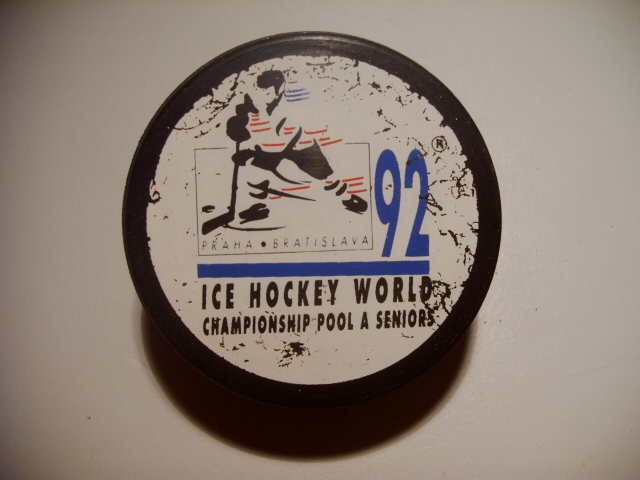 ®
92
PRAHA • BRATISLAVA
ICE HOCKEY WORLD
CHAMPIONSHIP POOL A SENIORS